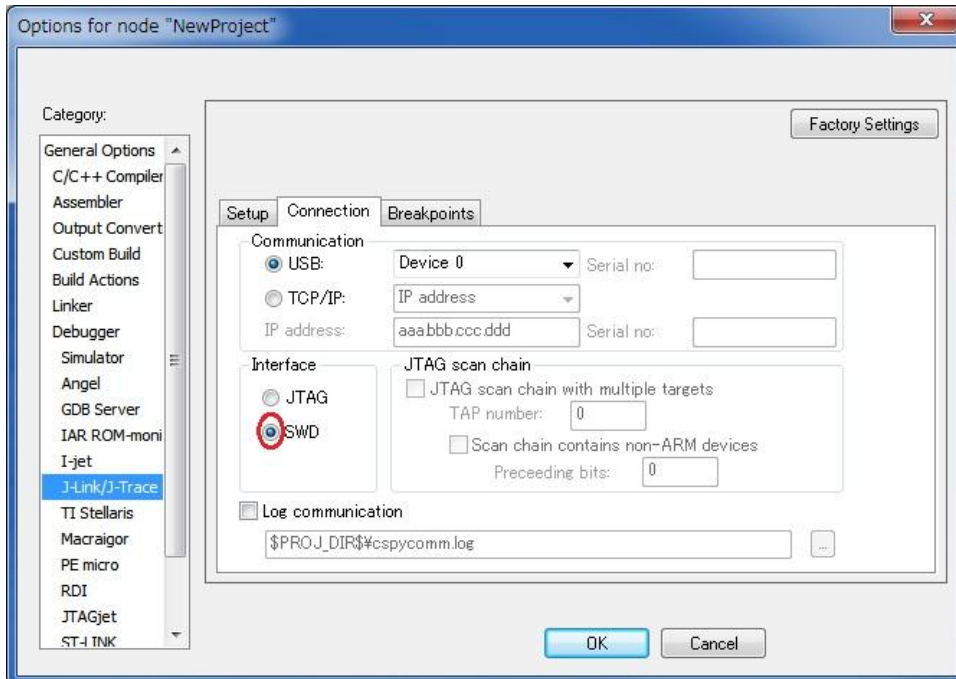 Options for node "NewProject"
Category:
Factory Settings
General Options
C/C++ Compiler
Assembler
Output Convert
Custom Build
Build Actions
Linker
Debugger
Simulator
Angel
GDB Server
IAR ROM-moni
I-jet
J-Link/J-Trace
TI Stellaris
Macraigor
PE micro
RDI
JTAGjet
ST-LINK
Setup Connection Breakpoints
Communication
USB: Device 0 Serial no:
TCP/IP: IP address
IP address: aaa.bbb.ccc.ddd Serial no:
Interface
JTAG
SWD
JTAG scan chain
JTAG scan chain with multiple targets
TAP number: 0
Scan chain contains non-ARM devices
Preceeding bits: 0
Log communication
$PROJ_DIR$¥cspycomm.log ...
OK Cancel